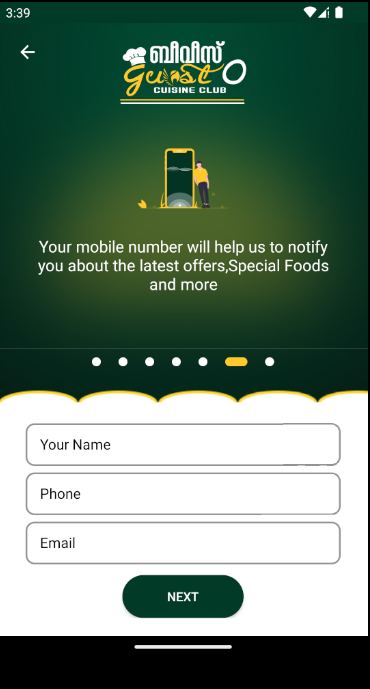 3:39
ബീവീസ്
gusto
CUISINE CLUB
Your mobile number will help us to notify
you about the latest offers,Special Foods
and more
Your Name
Phone
Email
NEXT